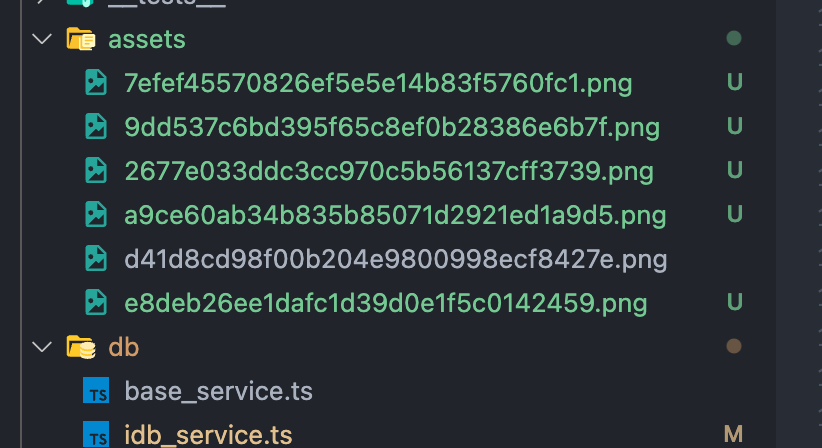 __tests__
assets
7efef45570826ef5e5e14b83f5760fc1.png U
9dd537c6bd395f65c8ef0b28386e6b7f.png U
2677e033ddc3cc970c5b56137cff3739.png U
a9ce60ab34b835b85071d2921ed1a9d5.png U
d41d8cd98f00b204e9800998ecf8427e.png
e8deb26ee1dafc1d39d0e1f5c0142459.png U
db
TS base_service.ts
TS idb_service.ts M